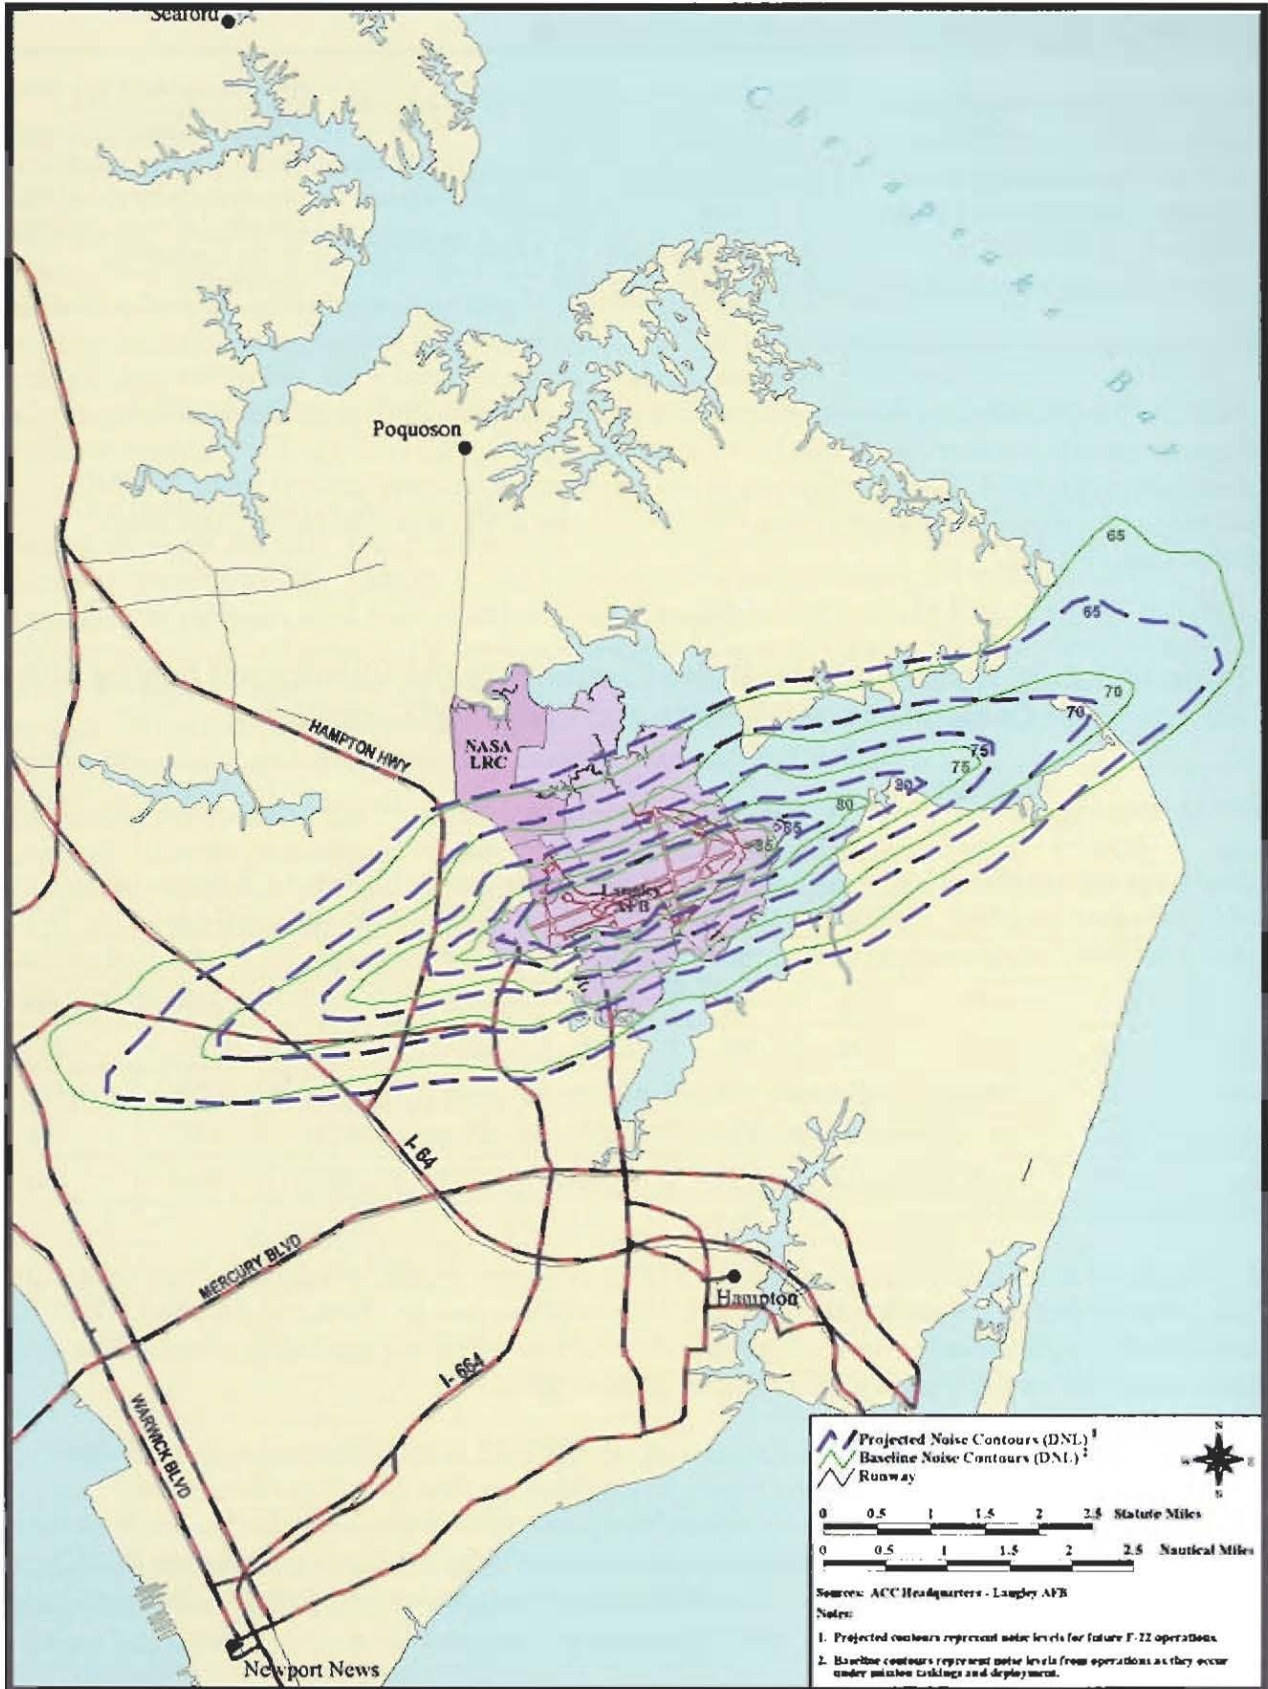 Seaford
Chesapeake Bay
Poquoson
65
65
70
70
HAMPTON HWY
NASA
LRC
75
75
80
80
85
85
Langley
AFB
I-64
MERCURY BLVD
Hampton
I-664
WARWICK BLVD
Newport News
Projected Noise Contours (DNL) 1
Baseline Noise Contours (DNL) 2
Runway
N
W E
S
0 0.5 1 1.5 2 2.5 Statute Miles
0 0.5 1 1.5 2 2.5 Nautical Miles
Sources: ACC Headquarters - Langley AFB
Notes:
1. Projected contours represent noise levels for future F-22 operations.
2. Baseline contours represent noise levels from operations as they occur
under mission taskings and deployment.